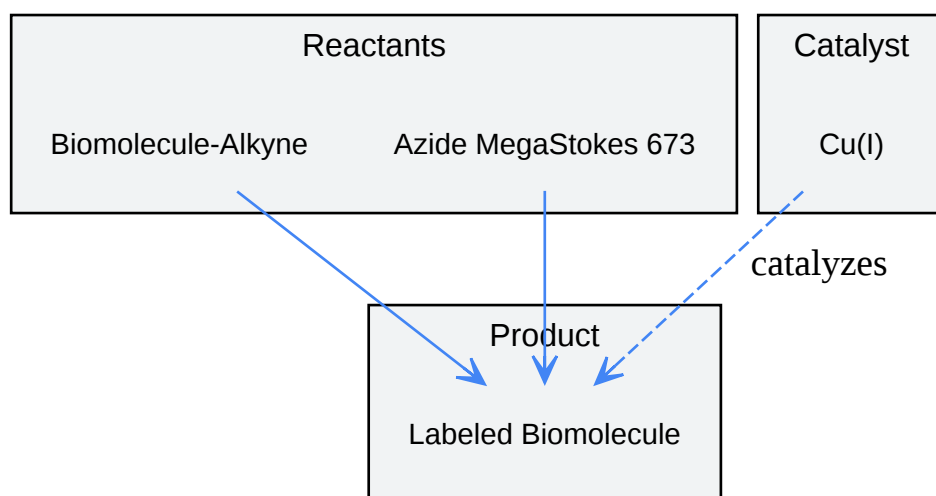 Reactants
Catalyst
Biomolecule-Alkyne
Azide MegaStokes 673
Cu(I)
catalyzes
Product
Labeled Biomolecule